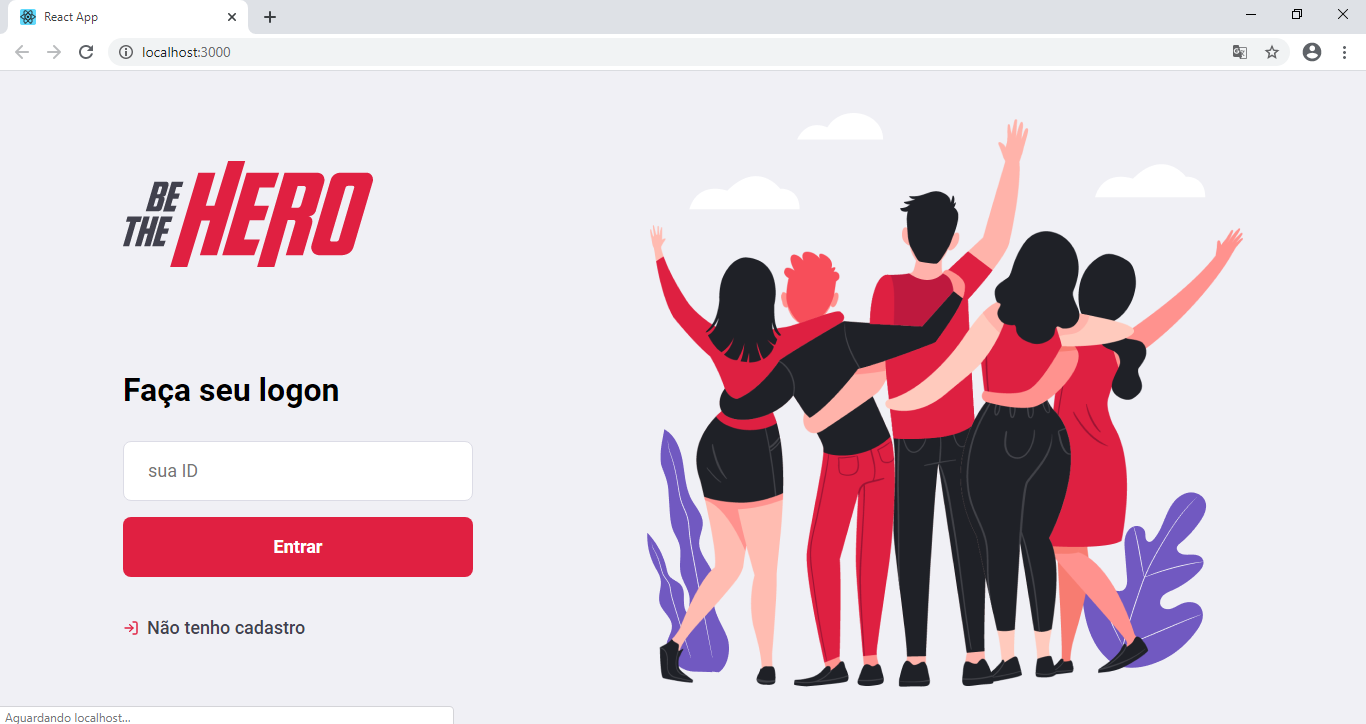 React App
localhost:3000
BE
THE
HERO
Faça seu logon
sua ID
Entrar
Não tenho cadastro
Aguardando localhost...